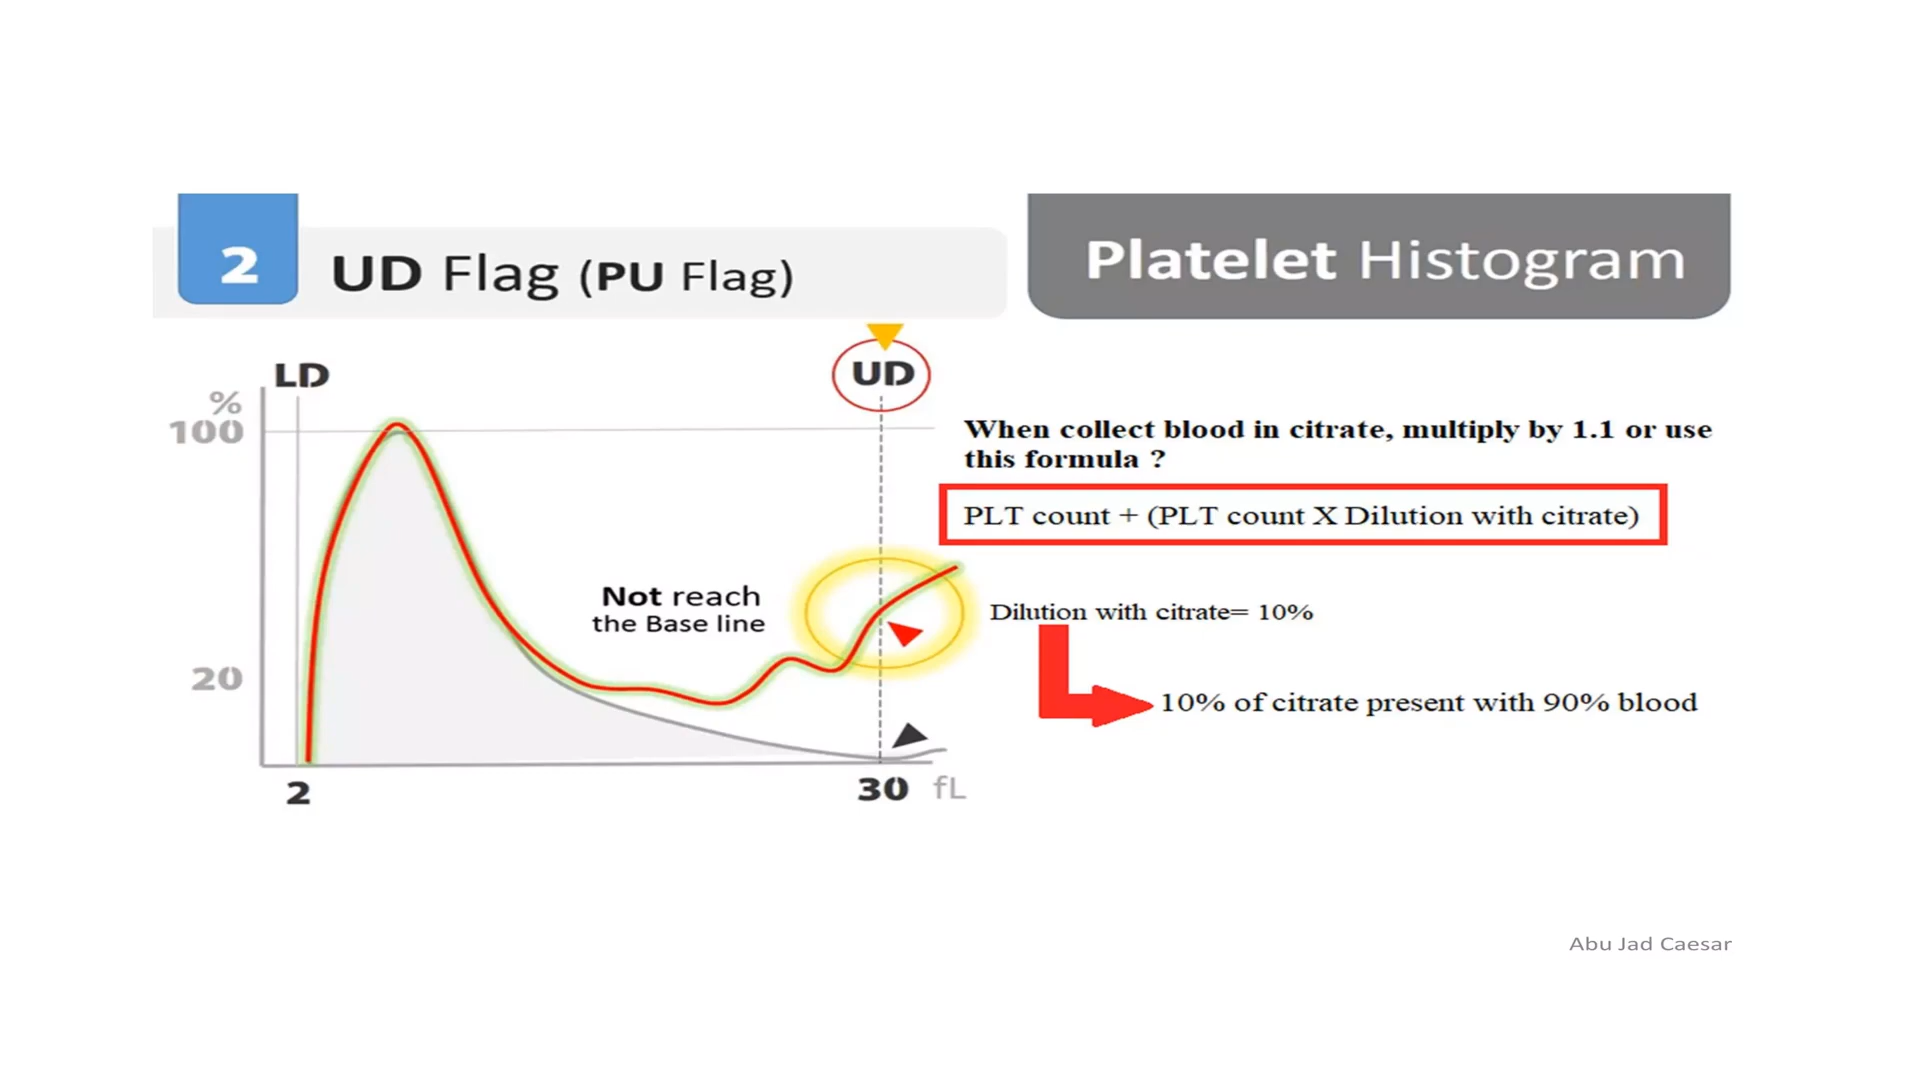 2
UD Flag (PU Flag)
Platelet Histogram
LD
UD
%
100
20
Not reach
the Base line
2
30 fL
When collect blood in citrate, multiply by 1.1 or use
this formula ?
PLT count + (PLT count X Dilution with citrate)
Dilution with citrate= 10%
10% of citrate present with 90% blood
Abu Jad Caesar